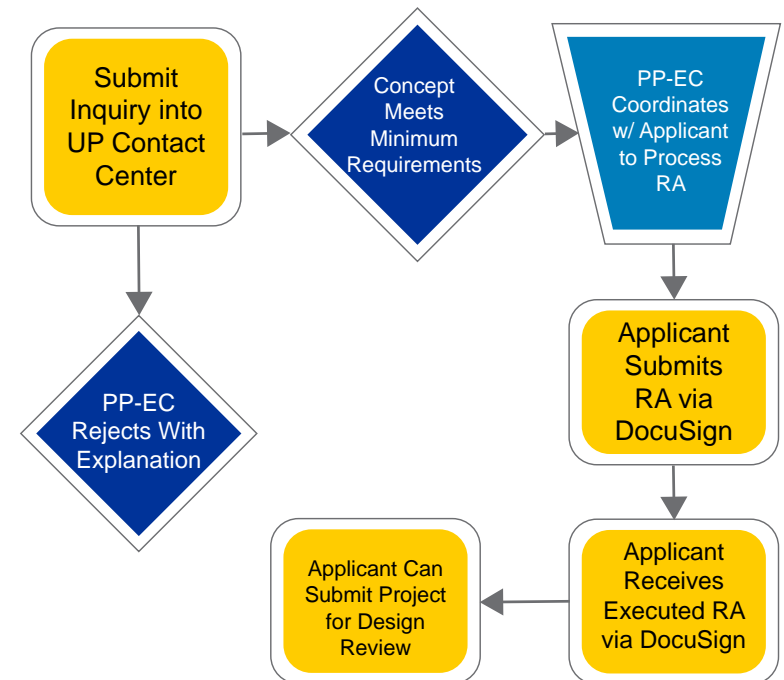 Submit
Inquiry into
UP Contact
Center
Concept
Meets
Minimum
Requirements
PP-EC
Coordinates
w/ Applicant
to Process
RA
PP-EC
Rejects With
Explanation
Applicant
Submits
RA via
DocuSign
Applicant
Receives
Executed RA
via DocuSign
Applicant Can
Submit Project
for Design
Review